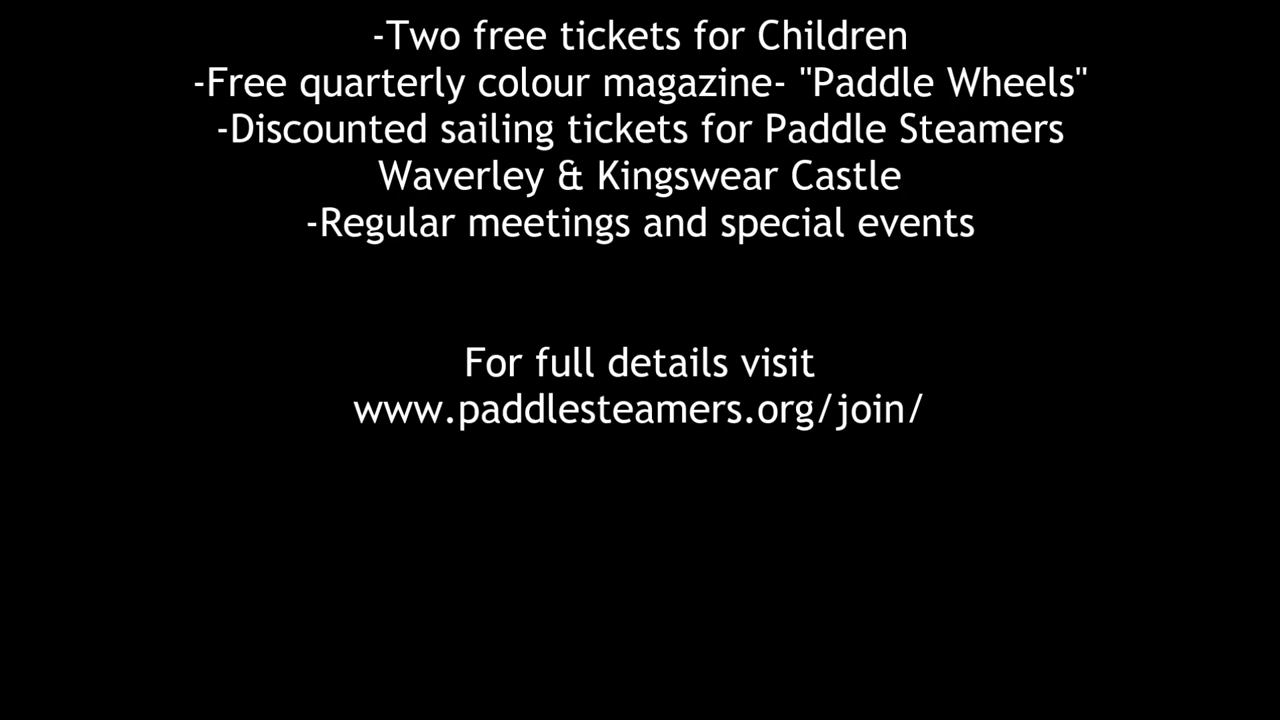 -Two free tickets for Children
-Free quarterly colour magazine- "Paddle Wheels"
-Discounted sailing tickets for Paddle Steamers
Waverley & Kingswear Castle
-Regular meetings and special events
For full details visit
www.paddlesteamers.org/join/